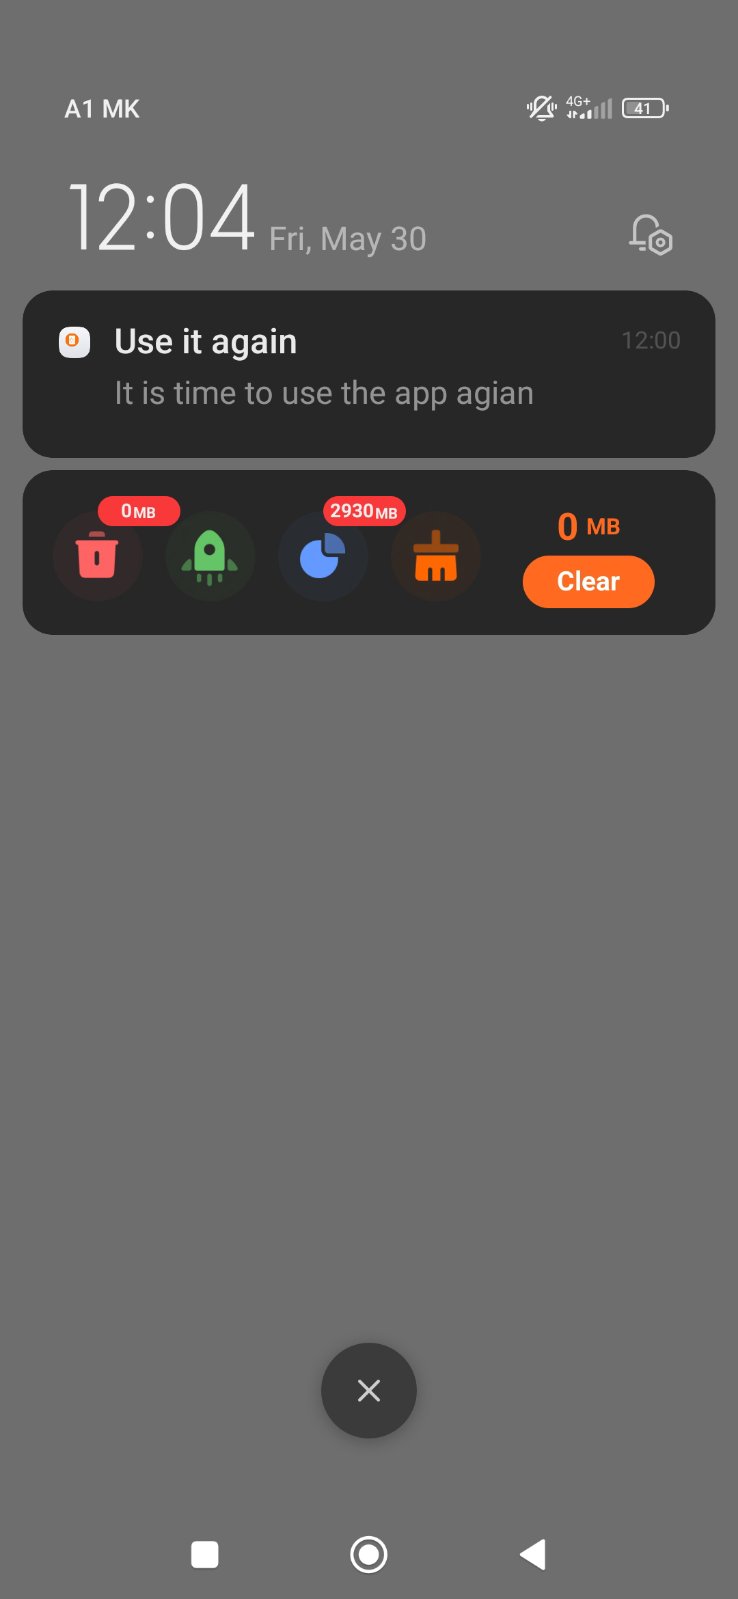 A1 MK
4G+
41
12:04 Fri, May 30
Use it again
12:00
It is time to use the app agian
0MB
2930MB
0 MB
Clear